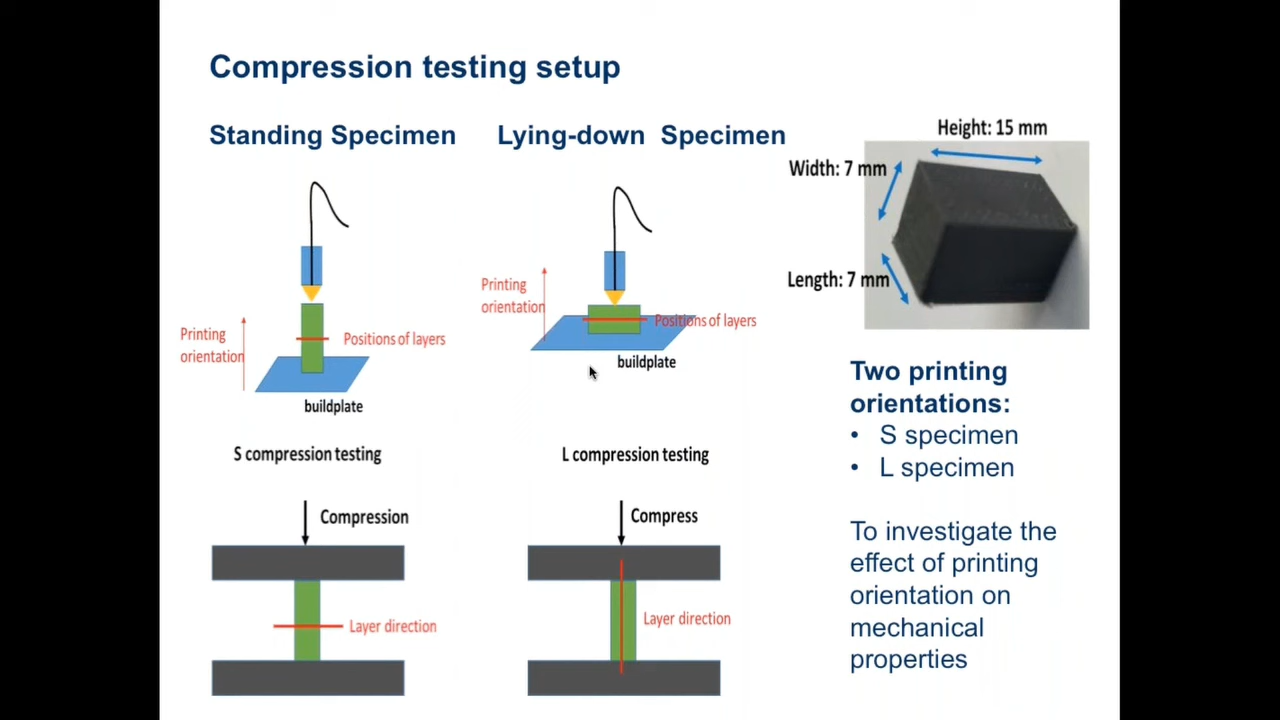 Compression testing setup
Standing Specimen
Lying-down Specimen
Height: 15 mm
Width: 7 mm
Length: 7 mm
Printing
orientation
Positions of layers
buildplate
Printing
orientation
Positions of layers
buildplate
S compression testing
L compression testing
Compression
Layer direction
Compress
Layer direction
Two printing
orientations:
• S specimen
• L specimen
To investigate the
effect of printing
orientation on
mechanical
properties